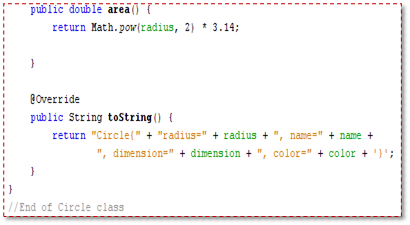 public double area() {
return Math.pow(radius, 2) * 3.14;
}
@Override
public String toString() {
return "Circle(" + "radius=" + radius + ", name=" + name +
", dimension=" + dimension + ", color=" + color + ')';
}
}
//End of Circle class